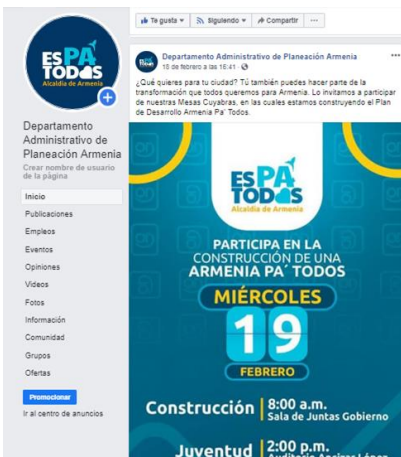 ES PA
TODOS
Alcaldía de Armenia
Departamento
Administrativo de
Planeación Armenia
Crear nombre de usuario
de la página
Inicio
Publicaciones
Empleos
Eventos
Opiniones
Videos
Fotos
Información
Comunidad
Grupos
Ofertas
Promocionar
Ir al centro de anuncios
Te gusta
Siguiendo
Compartir
...
Departamento Administrativo de Planeación Armenia
18 de febrero a las 16:41
...
¿Qué quieres para tu ciudad? Tú también puedes hacer parte de la
transformación que todos queremos para Armenia. Lo invitamos a participar
de nuestras Mesas Cuyabras, en las cuales estamos construyendo el Plan
de Desarrollo Armenia Pa' Todos.
ES PA
TODOS
Alcaldía de Armenia
PARTICIPA EN LA
CONSTRUCCIÓN DE UNA
ARMENIA PA´ TODOS
MIÉRCOLES
19
FEBRERO
Construcción
8:00 a.m.
Sala de Juntas Gobierno
Juventud
2:00 p.m.
Auditorio Ancizar López